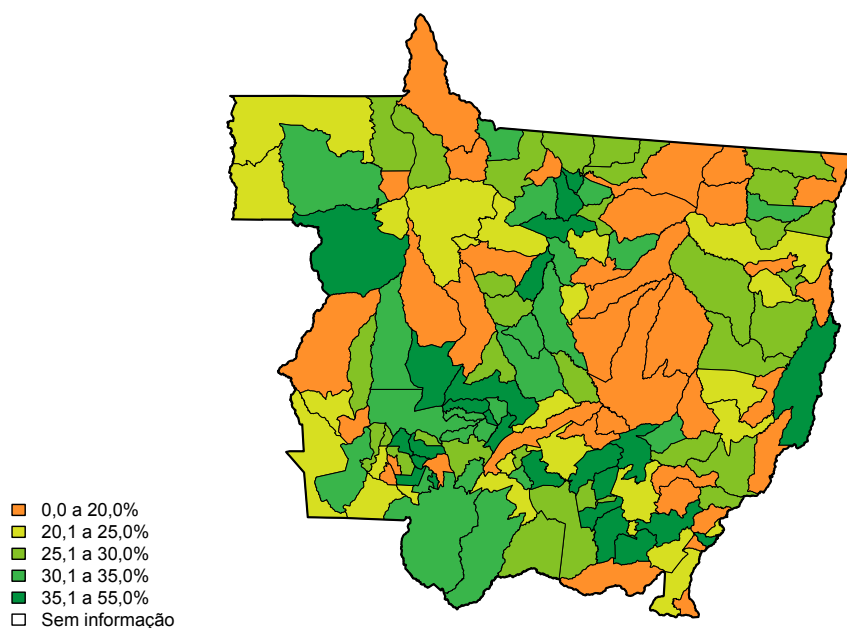 0,0 a 20,0%
20,1 a 25,0%
25,1 a 30,0%
30,1 a 35,0%
35,1 a 55,0%
Sem informação